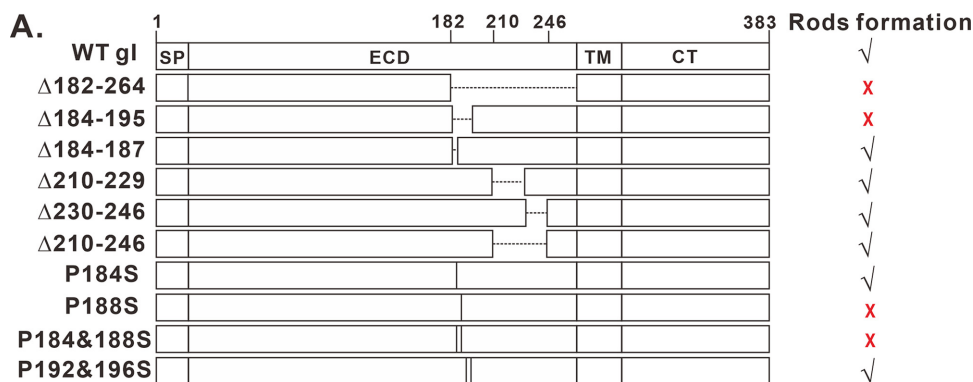 A.
1 182 210 246 383 Rods formation
WT gI SP ECD TM CT √
Δ182-264 X
Δ184-195 X
Δ184-187 √
Δ210-229 √
Δ230-246 √
Δ210-246 √
P184S √
P188S X
P184&188S X
P192&196S √